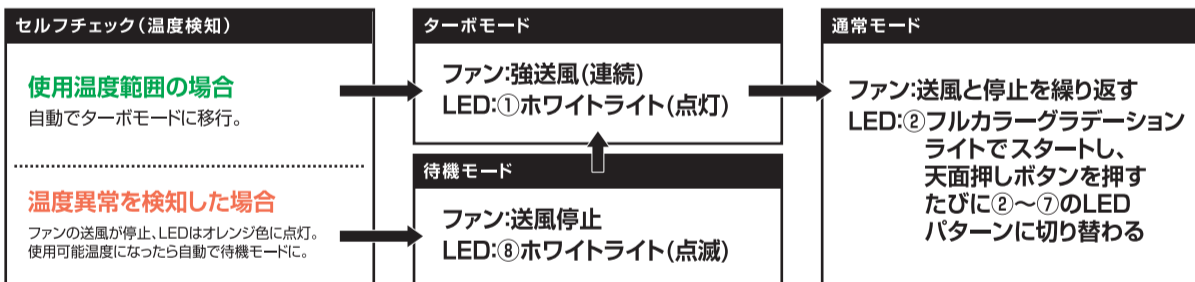 セルフチェック(温度検知)
使用温度範囲の場合
自動でターボモードに移行。
温度異常を検知した場合
ファンの送風が停止、LEDはオレンジ色に点灯。
使用可能温度になったら自動で待機モードに。
ターボモード
ファン:強送風(連続)
LED:①ホワイトライト(点灯)
待機モード
ファン:送風停止
LED:⑧ホワイトライト(点滅)
通常モード
ファン:送風と停止を繰り返す
LED:②フルカラーグラデーション
ライトでスタートし、
天面押しボタンを押す
たびに②〜⑦のLED
パターンに切り替わる